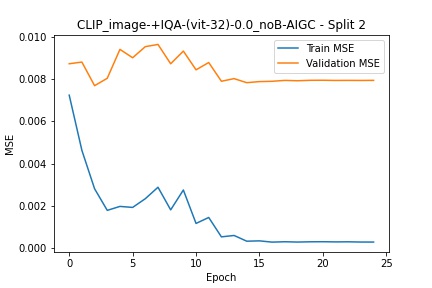 CLIP_image-+IQA-(vit-32)-0.0_noB-AIGC - Split 2
0.010
0.008
0.006
0.004
0.002
0.000
MSE
Train MSE
Validation MSE
0 5 10 15 20 25
Epoch